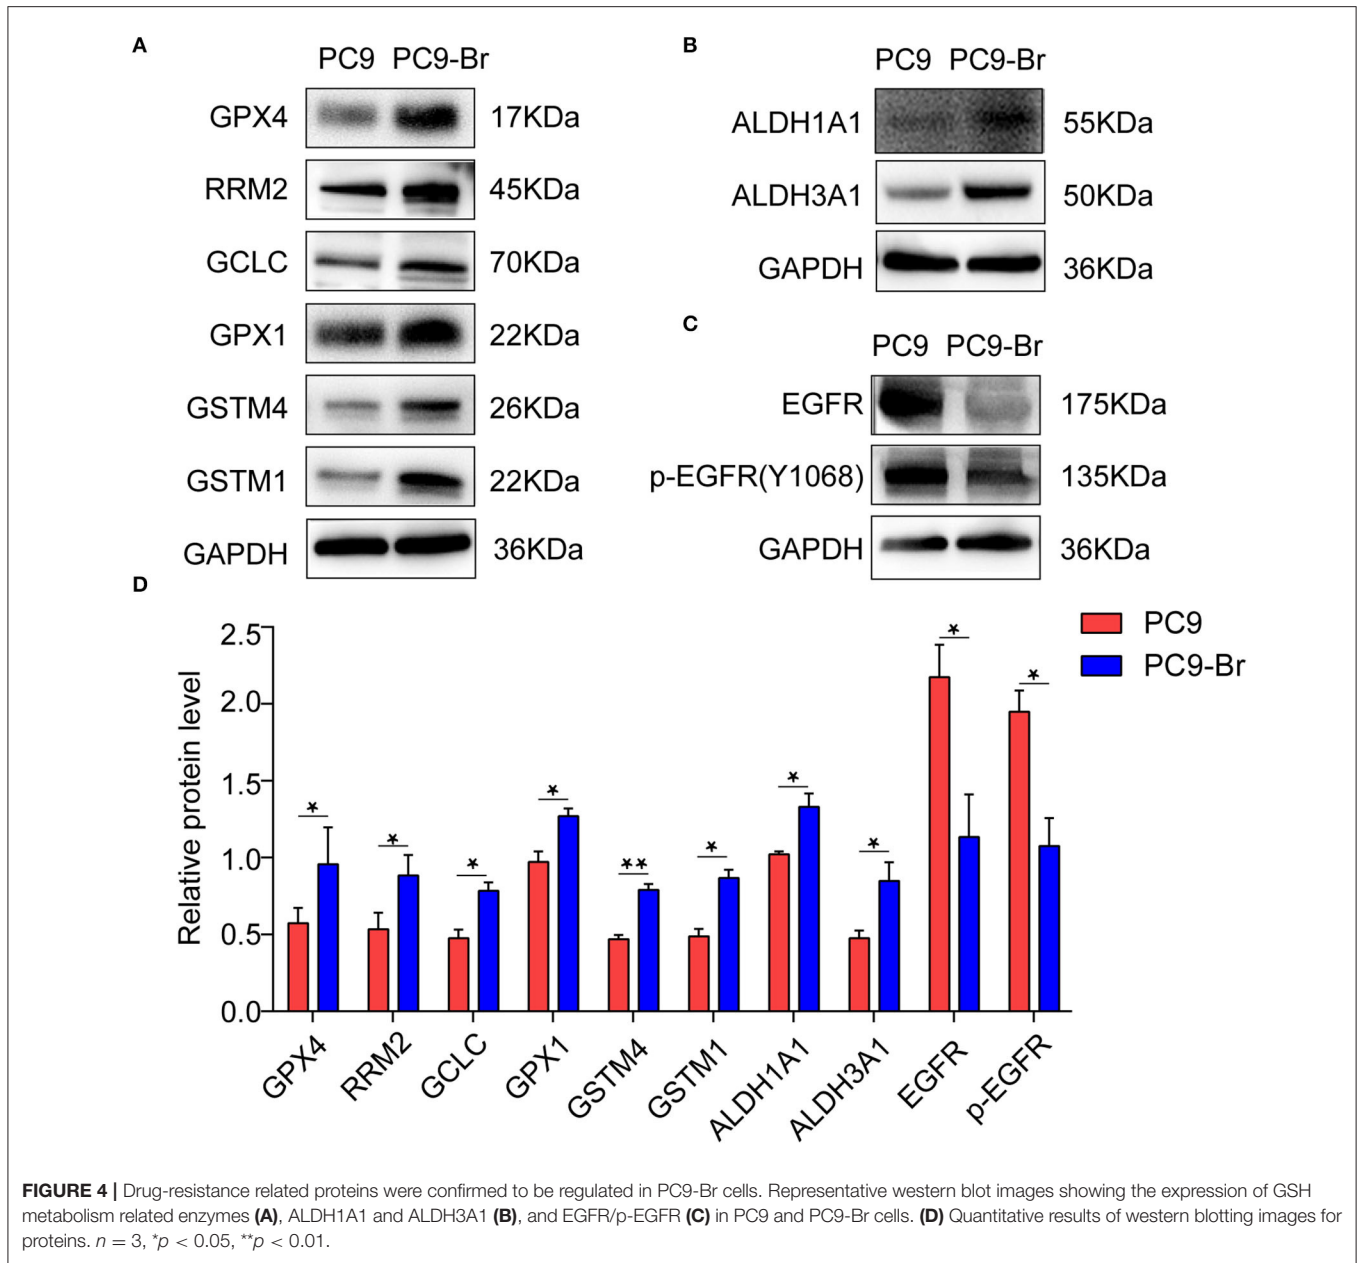 A
PC9 PC9-Br
GPX4 17KDa
RRM2 45KDa
GCLC 70KDa
GPX1 22KDa
GSTM4 26KDa
GSTM1 22KDa
GAPDH 36KDa
B
PC9 PC9-Br
ALDH1A1 55KDa
ALDH3A1 50KDa
GAPDH 36KDa
C
PC9 PC9-Br
EGFR 175KDa
p-EGFR(Y1068) 135KDa
GAPDH 36KDa
D
PC9
PC9-Br
Relative protein level
2.5
2.0
1.5
1.0
0.5
0.0
* * * * ** * * * * *
GPX4 RRM2 GCLC GPX1 GSTM4 GSTM1 ALDH1A1 ALDH3A1 EGFR p-EGFR
FIGURE 4 | Drug-resistance related proteins were confirmed to be regulated in PC9-Br cells. Representative western blot images showing the expression of GSH
metabolism related enzymes (A), ALDH1A1 and ALDH3A1 (B), and EGFR/p-EGFR (C) in PC9 and PC9-Br cells. (D) Quantitative results of western blotting images for
proteins. n = 3, *p < 0.05, **p < 0.01.